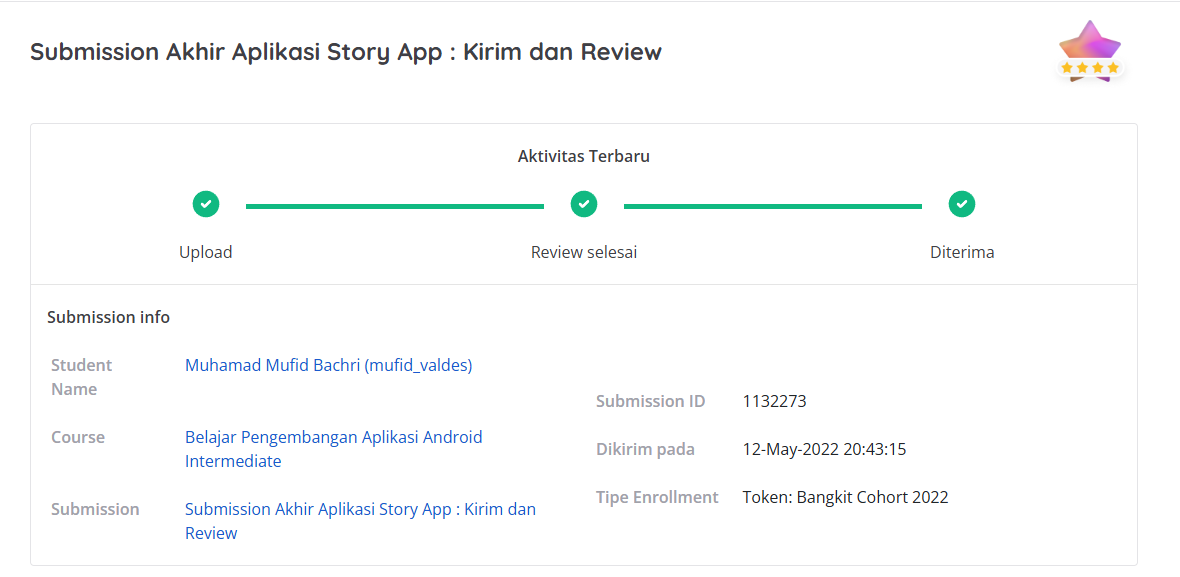 Submission Akhir Aplikasi Story App : Kirim dan Review
Aktivitas Terbaru
Upload
Review selesai
Diterima
Submission info
Student
Name
Muhamad Mufid Bachri (mufid_valdes)
Course
Belajar Pengembangan Aplikasi Android
Intermediate
Submission
Submission Akhir Aplikasi Story App : Kirim dan
Review
Submission ID
1132273
Dikirim pada
12-May-2022 20:43:15
Tipe Enrollment
Token: Bangkit Cohort 2022